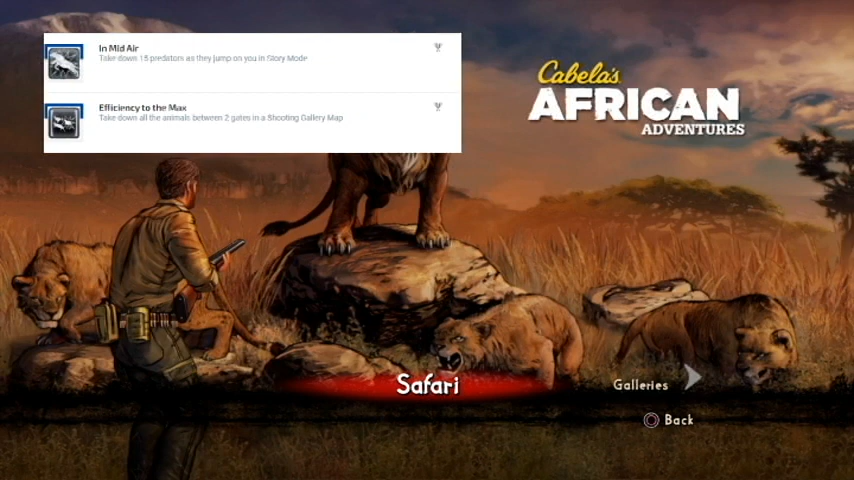 In Mid Air
Take down 15 predators as they jump on you in Story Mode
Efficiency to the Max
Take down all the animals between 2 gates in a Shooting Gallery Map
Cabela's
AFRICAN
ADVENTURES
Safari
Galleries
Back